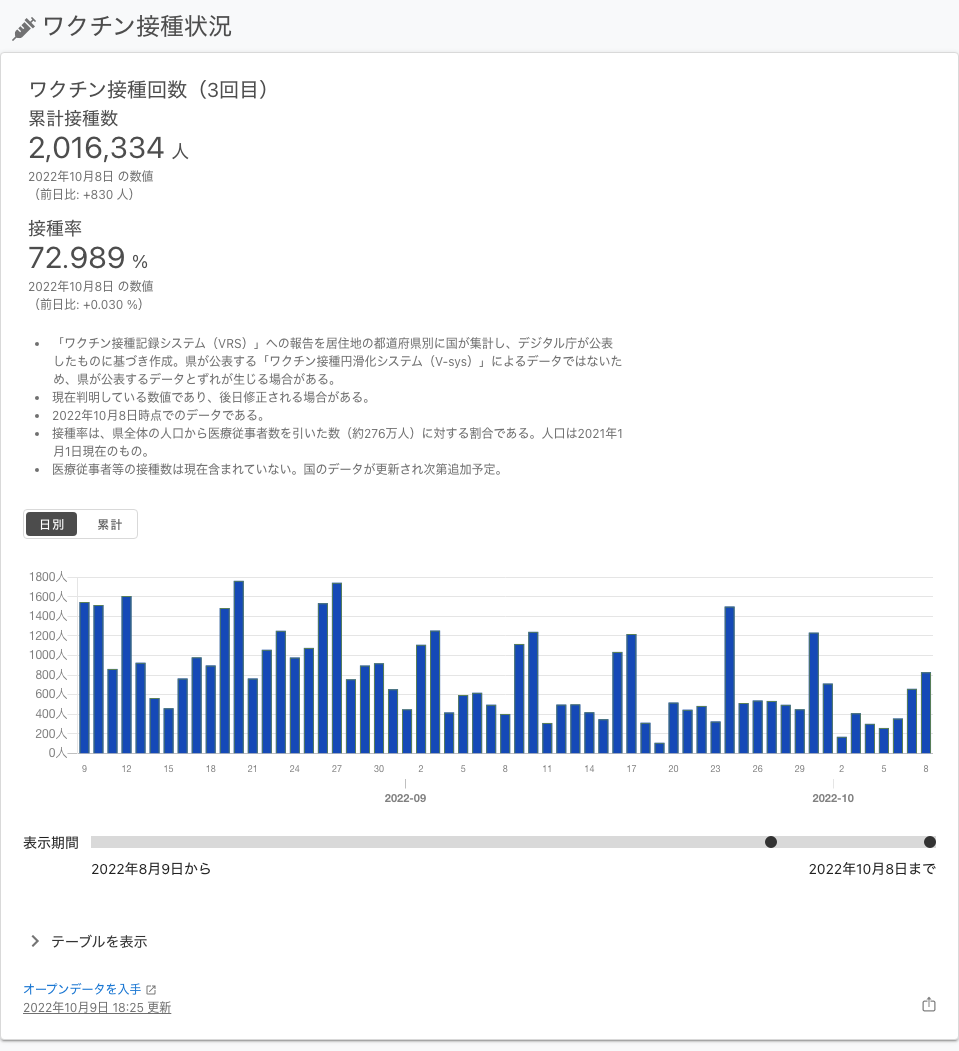 ワクチン接種状況
ワクチン接種回数（3回目）
累計接種数
2,016,334 人
2022年10月8日 の数値
（前日比: +830 人）
接種率
72.989 %
2022年10月8日 の数値
（前日比: +0.030 %）
• 「ワクチン接種記録システム（VRS）」への報告を居住地の都道府県別に国が集計し、デジタル庁が公表
したものに基づき作成。県が公表する「ワクチン接種円滑化システム（V-sys）」によるデータではないた
め、県が公表するデータとずれが生じる場合がある。
• 現在判明している数値であり、後日修正される場合がある。
• 2022年10月8日時点でのデータである。
• 接種率は、県全体の人口から医療従事者数を引いた数（約276万人）に対する割合である。人口は2021年1
月1日現在のもの。
• 医療従事者等の接種数は現在含まれていない。国のデータが更新され次第追加予定。
日別 累計
1800人
1600人
1400人
1200人
1000人
800人
600人
400人
200人
0人
9 12 15 18 21 24 27 30 2 5 8 11 14 17 20 23 26 29 2 5 8
2022-09 2022-10
表示期間
2022年8月9日から 2022年10月8日まで
テーブルを表示
オープンデータを入手
2022年10月9日 18:25 更新